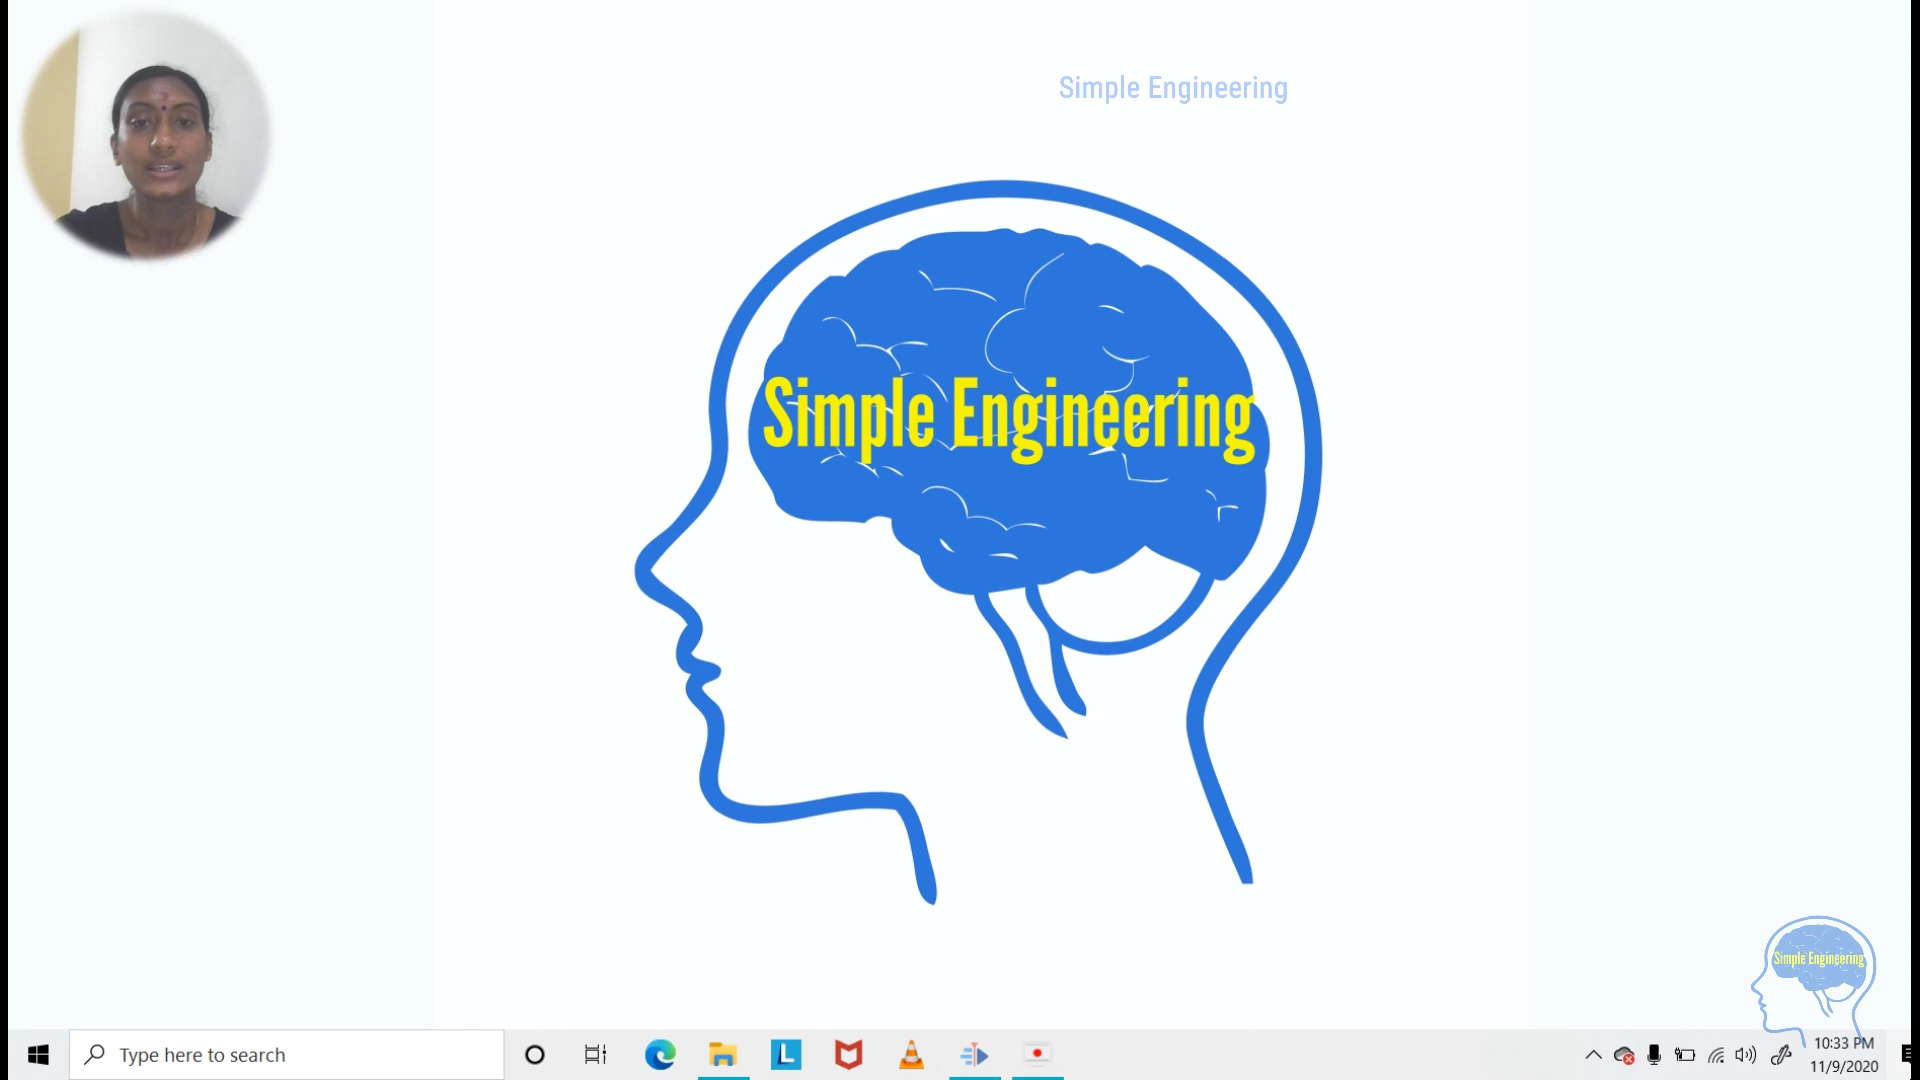 Simple Engineering
Simple Engineering
Simple Engineering
Type here to search
L
10:33 PM
11/9/2020